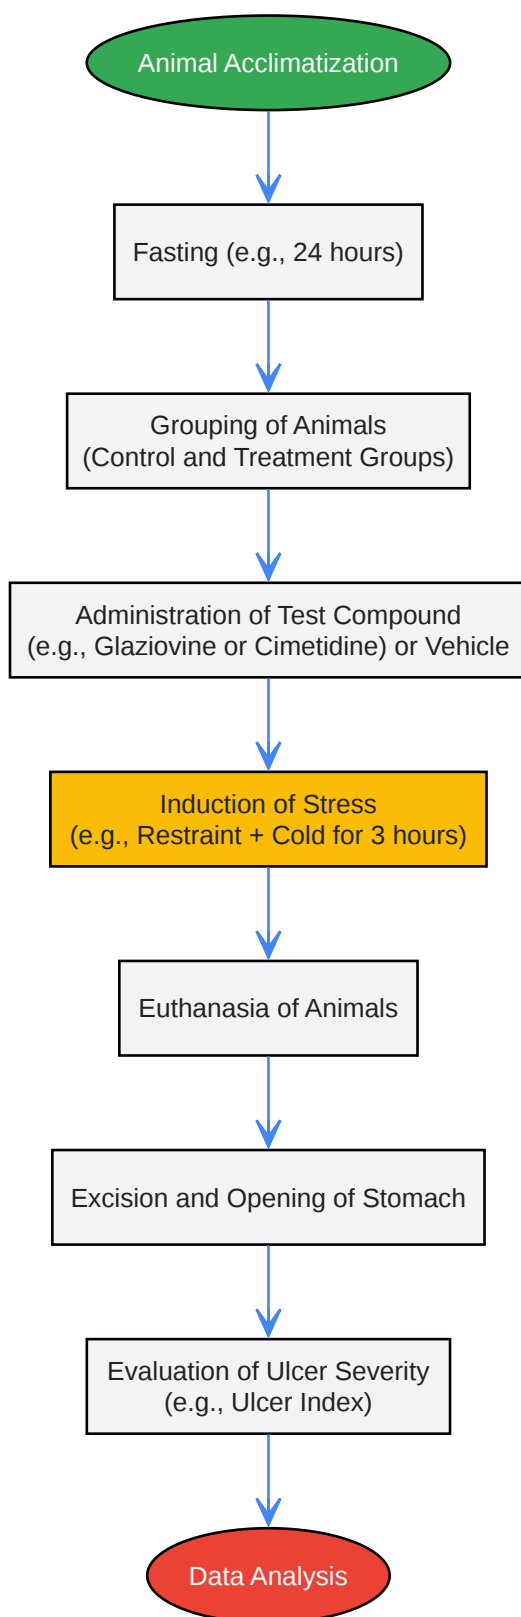 Animal Acclimatization
Fasting (e.g., 24 hours)
Grouping of Animals
(Control and Treatment Groups)
Administration of Test Compound
(e.g., Glaziovine or Cimetidine) or Vehicle
Induction of Stress
(e.g., Restraint + Cold for 3 hours)
Euthanasia of Animals
Excision and Opening of Stomach
Evaluation of Ulcer Severity
(e.g., Ulcer Index)
Data Analysis